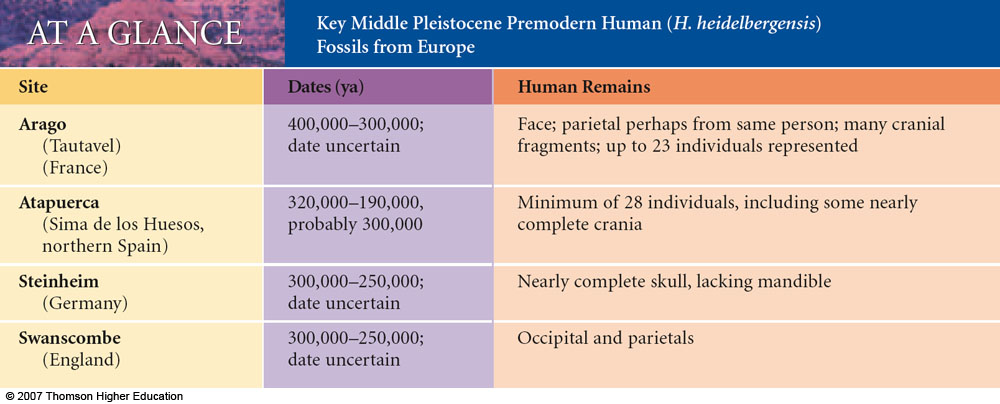 AT A GLANCE
Key Middle Pleistocene Premodern Human (H. heidelbergensis)
Fossils from Europe
Site
Dates (ya)
Human Remains
Arago
(Tautavel)
(France)
400,000–300,000;
date uncertain
Face; parietal perhaps from same person; many cranial
fragments; up to 23 individuals represented
Atapuerca
(Sima de los Huesos,
northern Spain)
320,000–190,000,
probably 300,000
Minimum of 28 individuals, including some nearly
complete crania
Steinheim
(Germany)
300,000–250,000;
date uncertain
Nearly complete skull, lacking mandible
Swanscombe
(England)
300,000–250,000;
date uncertain
Occipital and parietals
© 2007 Thomson Higher Education